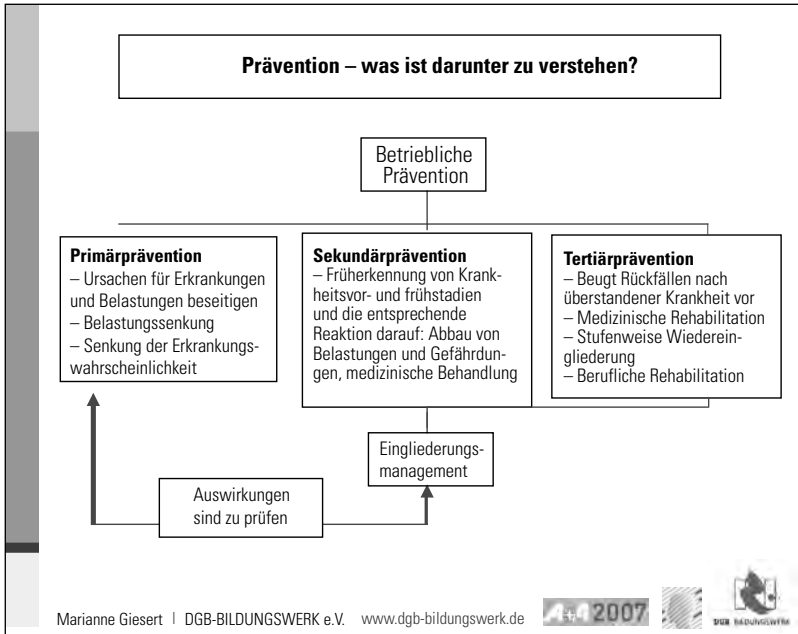 Prävention – was ist darunter zu verstehen?
Betriebliche
Prävention
Primärprävention
– Ursachen für Erkrankungen
und Belastungen beseitigen
– Belastungssenkung
– Senkung der Erkrankungs-
wahrscheinlichkeit
Sekundärprävention
– Früherkennung von Krank-
heitsvor- und frühstadien
und die entsprechende
Reaktion darauf: Abbau von
Belastungen und Gefährdun-
gen, medizinische Behandlung
Tertiärprävention
– Beugt Rückfällen nach
überstandener Krankheit vor
– Medizinische Rehabilitation
– Stufenweise Wiederein-
gliederung
– Berufliche Rehabilitation
Eingliederungs-
management
Auswirkungen
sind zu prüfen
Marianne Giesert | DGB-BILDUNGSWERK e.V. www.dgb-bildungswerk.de
A+A 2007
DGB BILDUNGSWERK